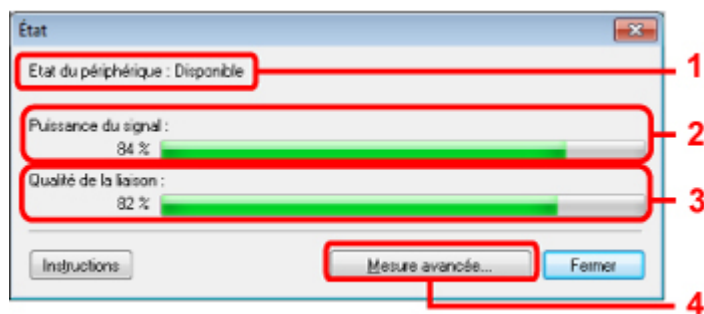 État
Etat du périphérique : Disponible
1
Puissance du signal :
84 %
2
Qualité de la liaison :
82 %
3
Instructions
Mesure avancée...
Fermer
4